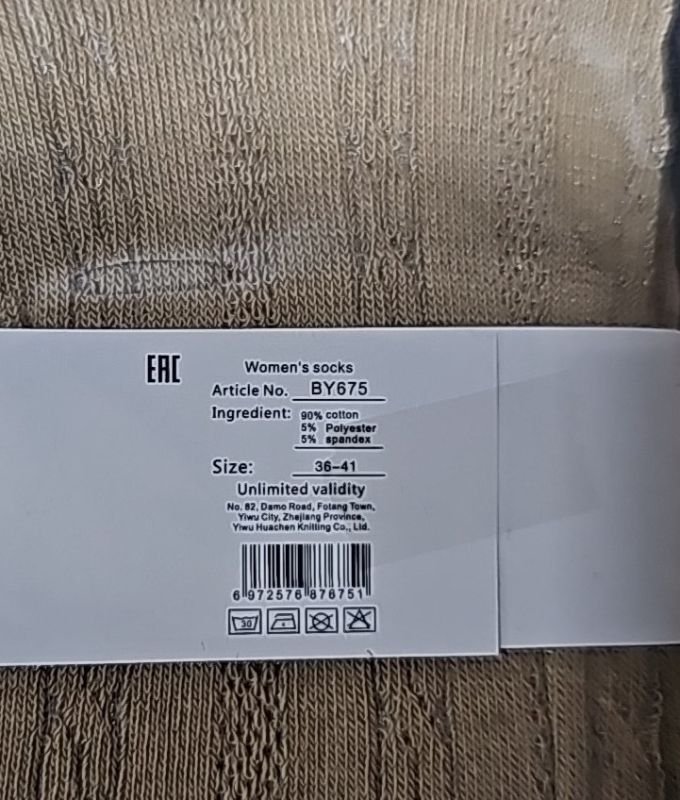 EAC
Women's socks
Article No. BY675
Ingredient: 90% cotton
5% Polyester
5% spandex
Size: 36-41
Unlimited validity
No. 82, Damo Road, Fotang Town,
Yiwu City, Zhejiang Province,
Yiwu Huachen Knitting Co., Ltd.
6 972576 876751
30